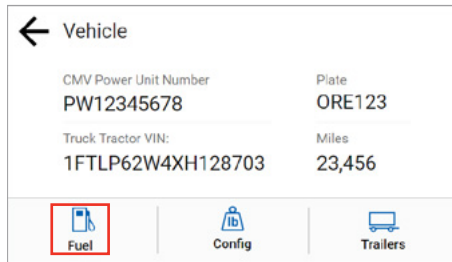 Vehicle
CMV Power Unit Number
Plate
PW12345678
ORE123
Truck Tractor VIN:
Miles
1FTLP62W4XH128703
23,456
lb
Fuel
Config
Trailers